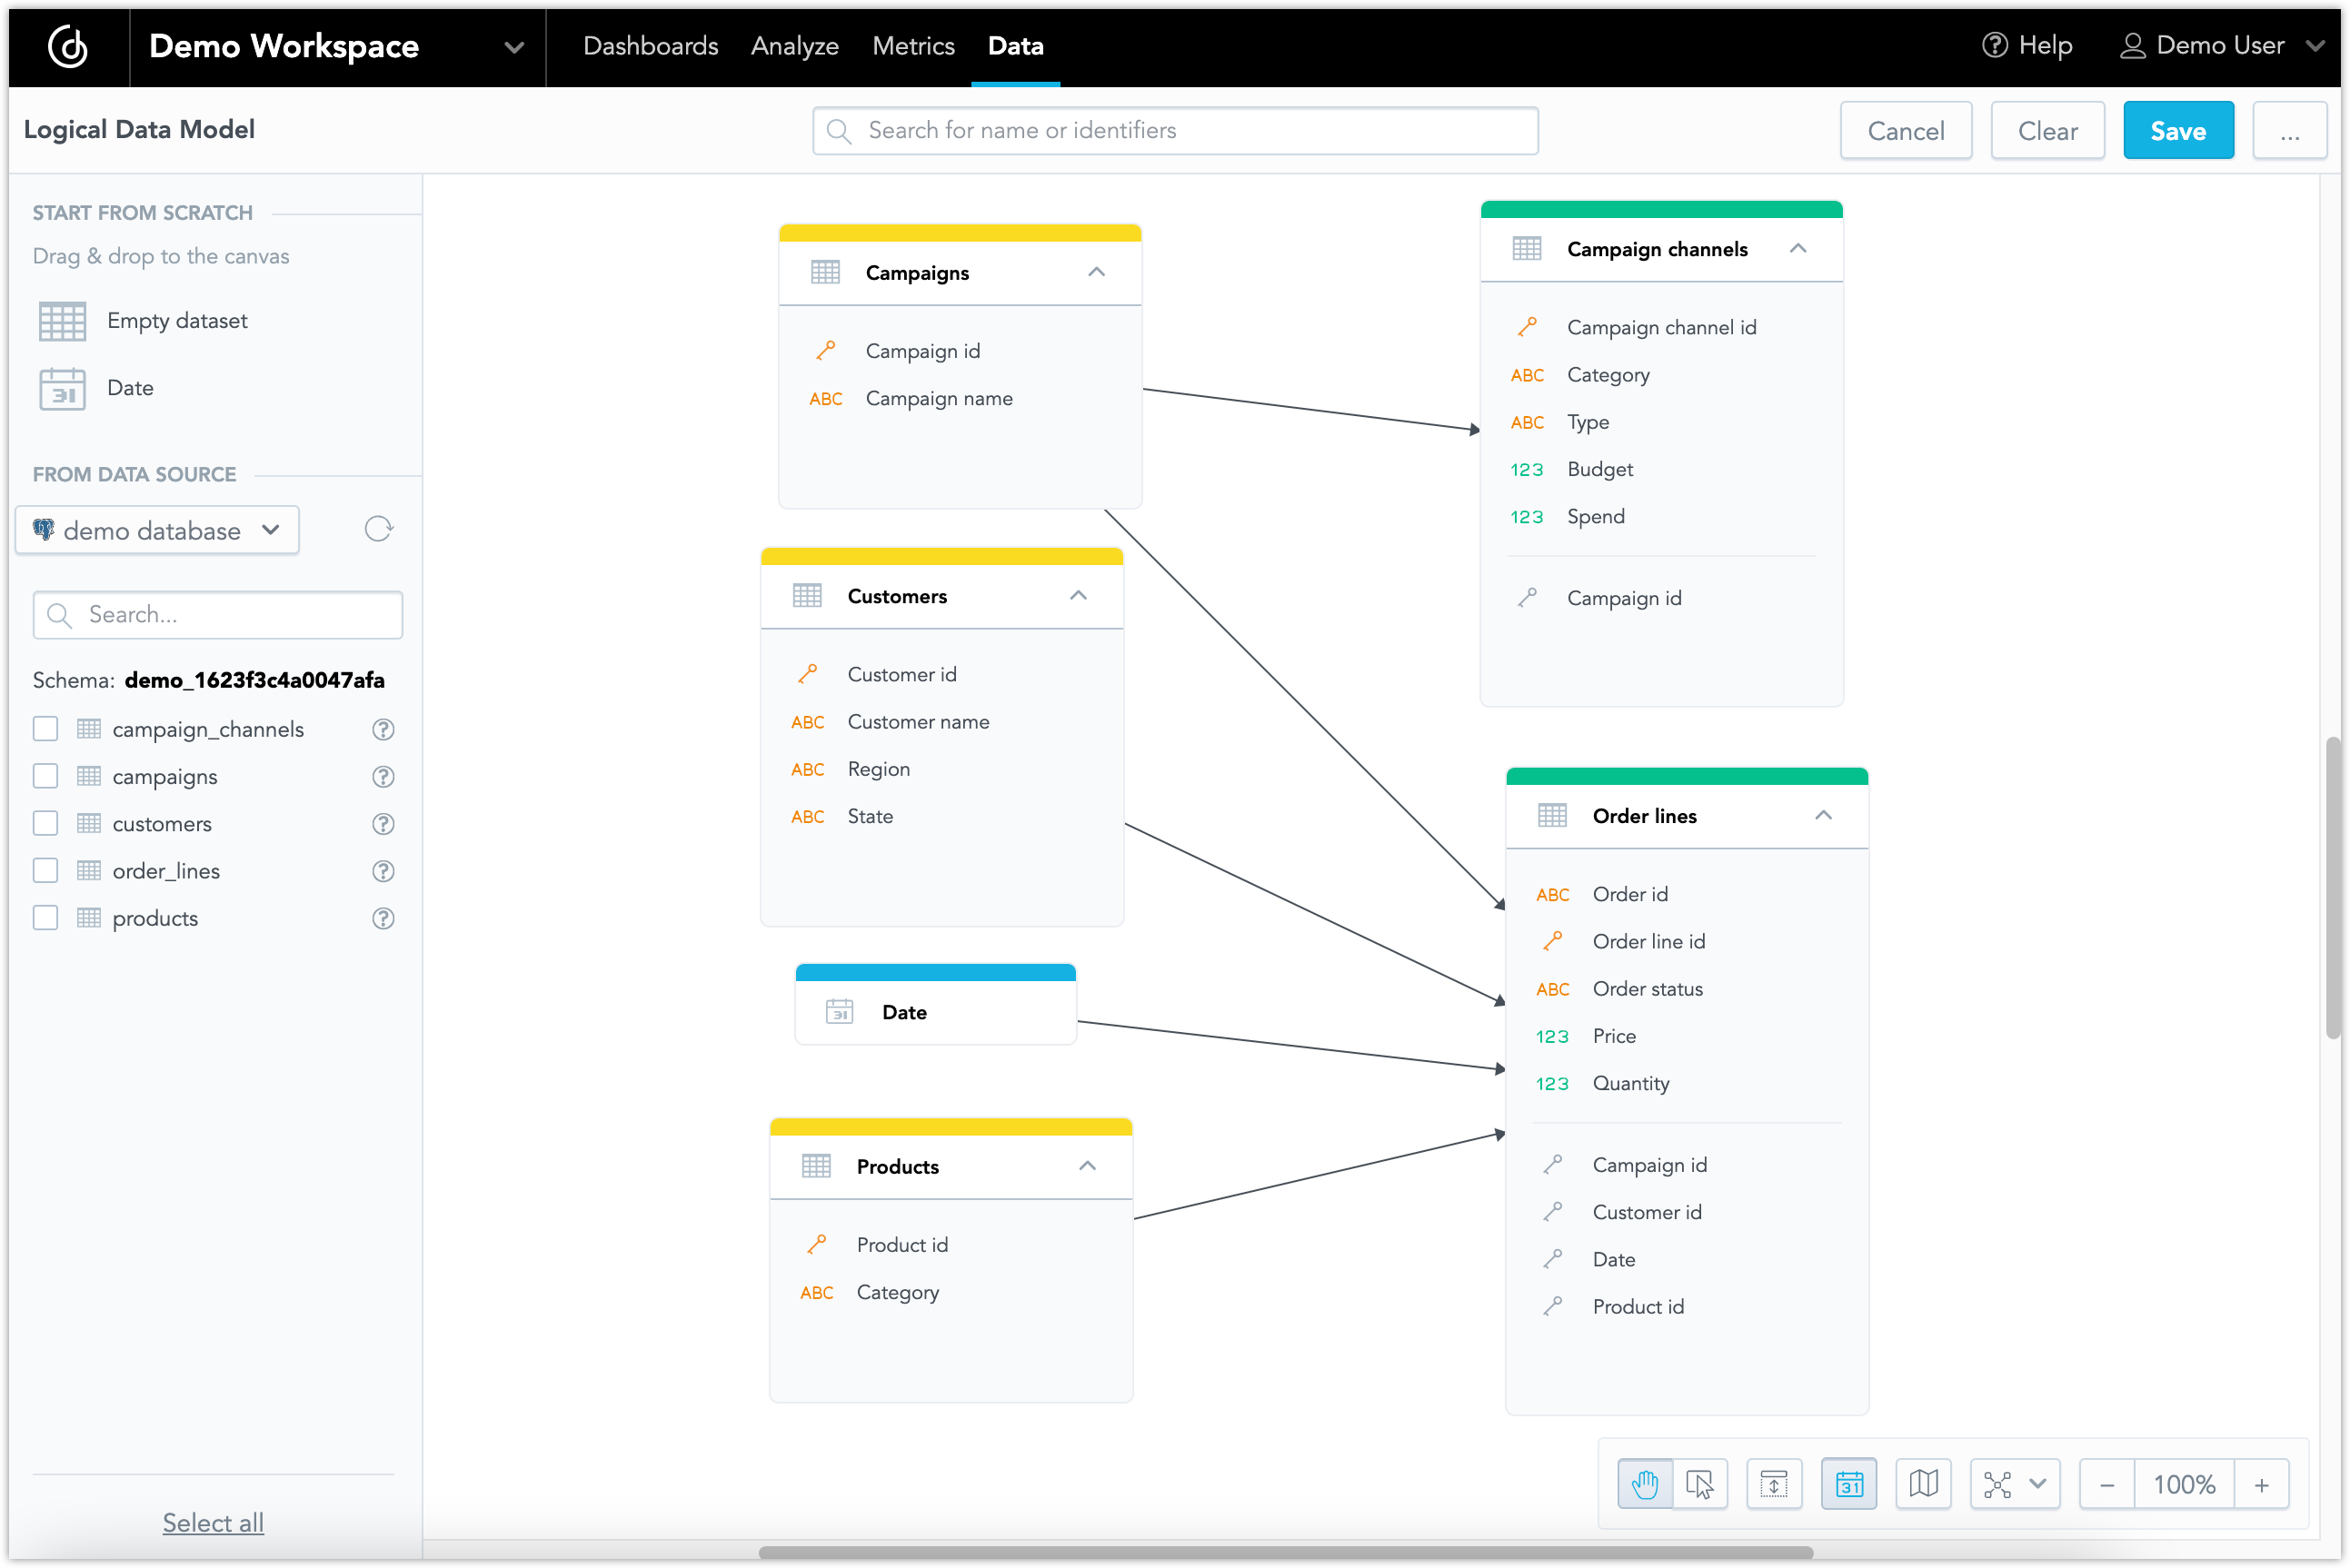 Demo Workspace
Dashboards
Analyze
Metrics
Data
Help
Demo User
Logical Data Model
Search for name or identifiers
Cancel
Clear
Save
...
START FROM SCRATCH
Drag & drop to the canvas
Empty dataset
31
Date
FROM DATA SOURCE
demo database
Search...
Schema: demo_1623f3c4a0047afa
campaign_channels ?
campaigns ?
customers ?
order_lines ?
products ?
Select all
Campaigns
Campaign id
ABC Campaign name
Customers
Customer id
ABC Customer name
ABC Region
ABC State
31 Date
Products
Product id
ABC Category
Campaign channels
Campaign channel id
ABC Category
ABC Type
123 Budget
123 Spend
Campaign id
Order lines
ABC Order id
Order line id
ABC Order status
123 Price
123 Quantity
Campaign id
Customer id
Date
Product id
31
− 100% +